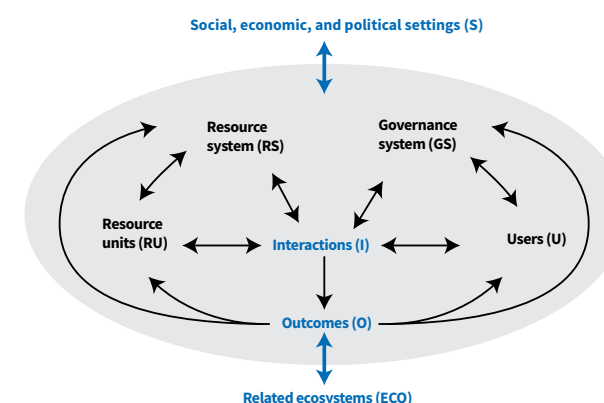 Social, economic, and political settings (S)
Resource
system (RS)
Governance
system (GS)
Resource
units (RU)
Interactions (I)
Users (U)
Outcomes (O)
Related ecosystems (ECO)